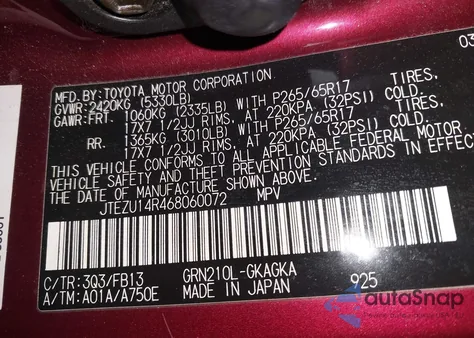 MFD.BY:TOYOTA MOTOR CORPORATION 03
GVWR:2420KG (5330LB)
GAWR:FRT. 1060KG (2335LB) WITH P265/65R17 TIRES,
17X7 1/2JJ RIMS, AT 220KPA (32PSI) COLD.
RR. 1365KG (3010LB) WITH P265/65R17 TIRES,
17X7 1/2JJ RIMS, AT 220KPA (32PSI) COLD.
THIS VEHICLE CONFORMS TO ALL APPLICABLE FEDERAL MOTOR
VEHICLE SAFETY AND THEFT PREVENTION STANDARDS IN EFFEC
THE DATE OF MANUFACTURE SHOWN ABOVE.
JTEZU14R468060072 MPV
C/TR:3Q3/FB13 GRN210L-GKAGKA 925
A/TM:A01A/A750E MADE IN JAPAN
autoSnap